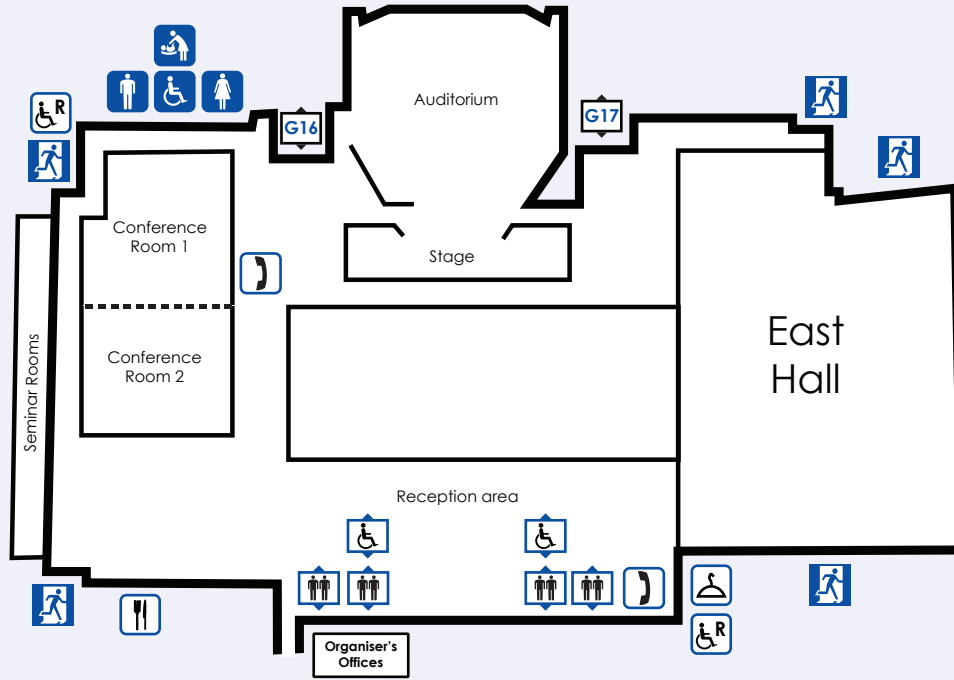 Auditorium
R
G16
G17
Conference
Room 1
Stage
Seminar Rooms
East
Hall
Conference
Room 2
Reception area
R
Organiser's
Offices